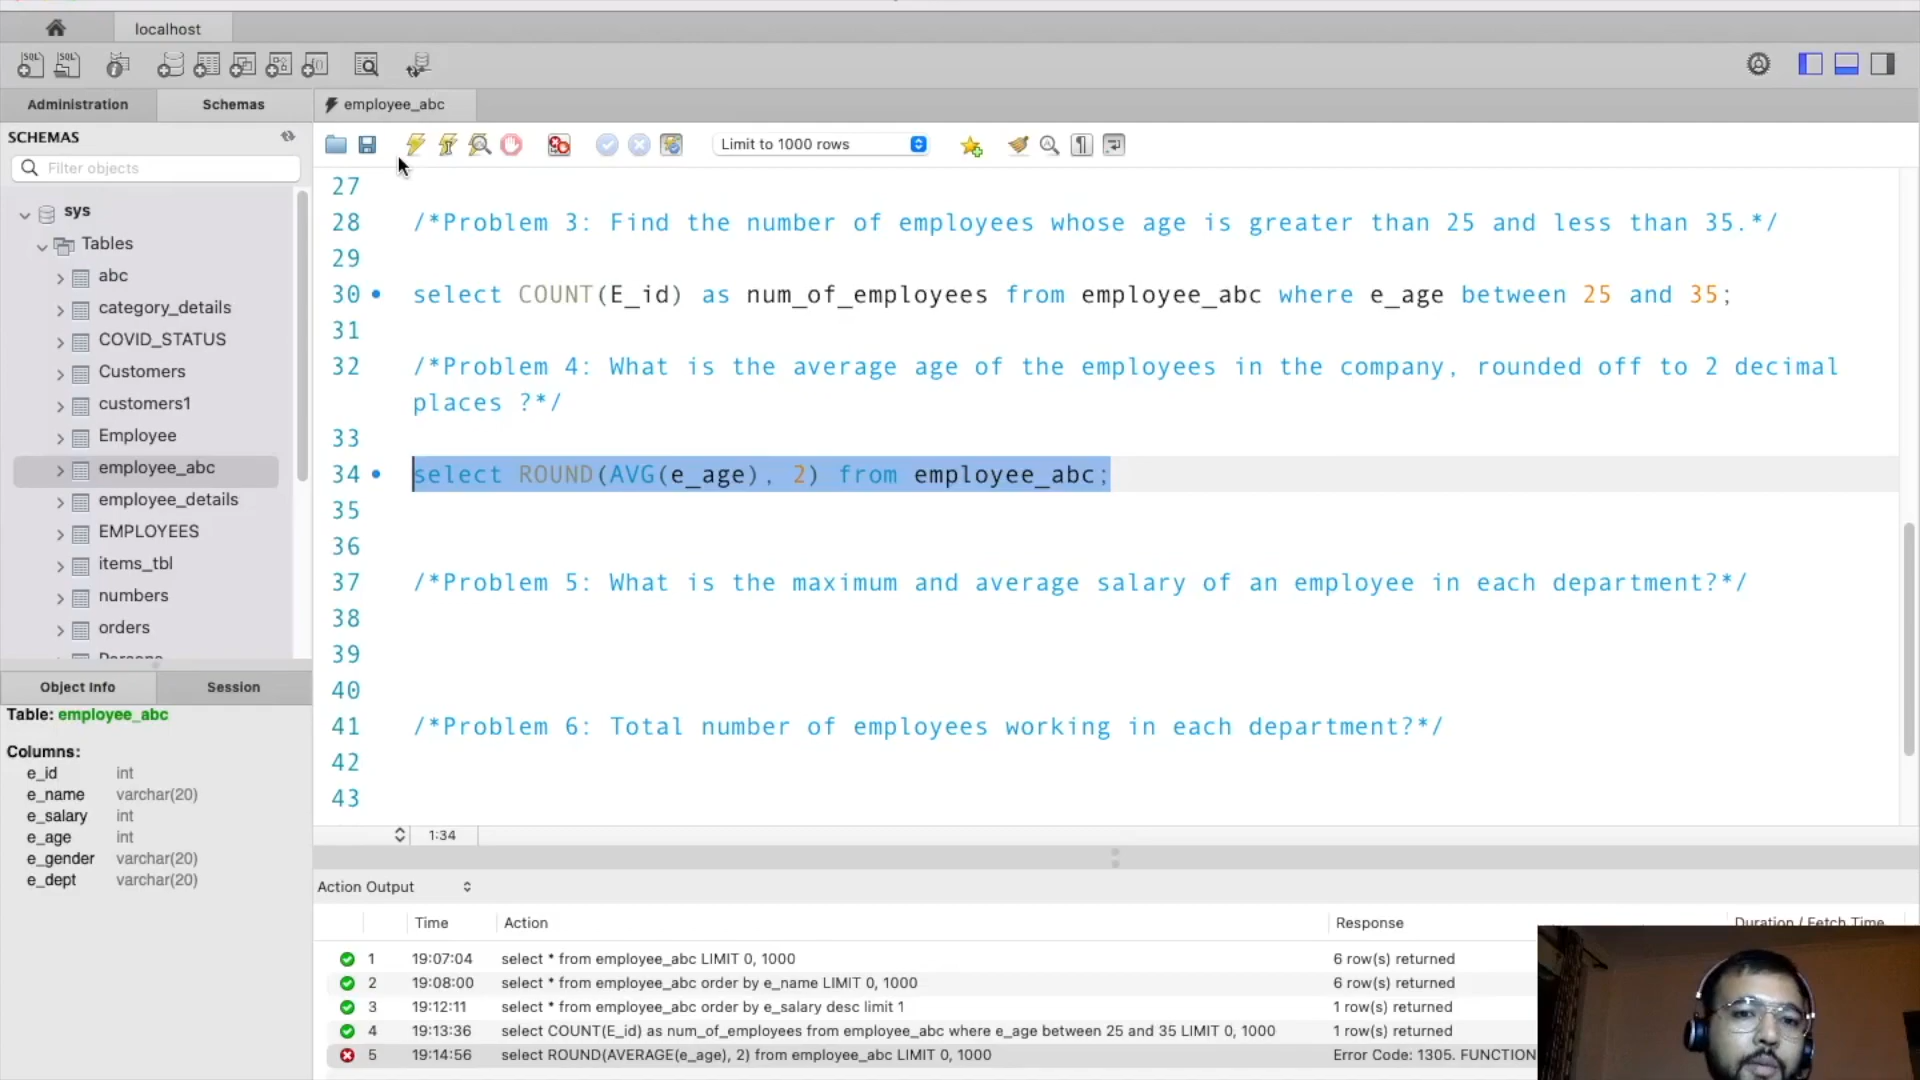 localhost
Administration
Schemas
employee_abc
SCHEMAS
Filter objects
Limit to 1000 rows
sys
Tables
abc
category_details
COVID_STATUS
Customers
customers1
Employee
employee_abc
employee_details
EMPLOYEES
items_tbl
numbers
orders
27
28 /*Problem 3: Find the number of employees whose age is greater than 25 and less than 35.*/
29
30 select COUNT(E_id) as num_of_employees from employee_abc where e_age between 25 and 35;
31
32 /*Problem 4: What is the average age of the employees in the company, rounded off to 2 decimal
places ?*/
33
34 select ROUND(AVG(e_age), 2) from employee_abc;
35
36
37 /*Problem 5: What is the maximum and average salary of an employee in each department?*/
38
39
40
41 /*Problem 6: Total number of employees working in each department?*/
42
43
1:34
Object Info
Session
Table: employee_abc
Columns:
e_id int
e_name varchar(20)
e_salary int
e_age int
e_gender varchar(20)
e_dept varchar(20)
Action Output
Time Action Response Duration / Fetch Time
1 19:07:04 select * from employee_abc LIMIT 0, 1000 6 row(s) returned
2 19:08:00 select * from employee_abc order by e_name LIMIT 0, 1000 6 row(s) returned
3 19:12:11 select * from employee_abc order by e_salary desc limit 1 1 row(s) returned
4 19:13:36 select COUNT(E_id) as num_of_employees from employee_abc where e_age between 25 and 35 LIMIT 0, 1000 1 row(s) returned
5 19:14:56 select ROUND(AVERAGE(e_age), 2) from employee_abc LIMIT 0, 1000 Error Code: 1305. FUNCTION